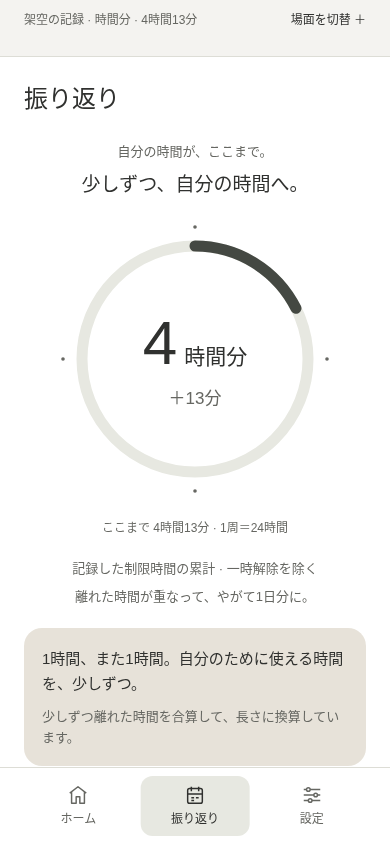 架空の記録 · 時間分 · 4時間13分
場面を切替 ＋
振り返り
自分の時間が、ここまで。
少しずつ、自分の時間へ。
4 時間分
＋13分
ここまで 4時間13分 · 1周＝24時間
記録した制限時間の累計 · 一時解除を除く
離れた時間が重なって、やがて1日分に。
1時間、また1時間。自分のために使える時間
を、少しずつ。
少しずつ離れた時間を合算して、長さに換算してい
ます。
ホーム
振り返り
設定